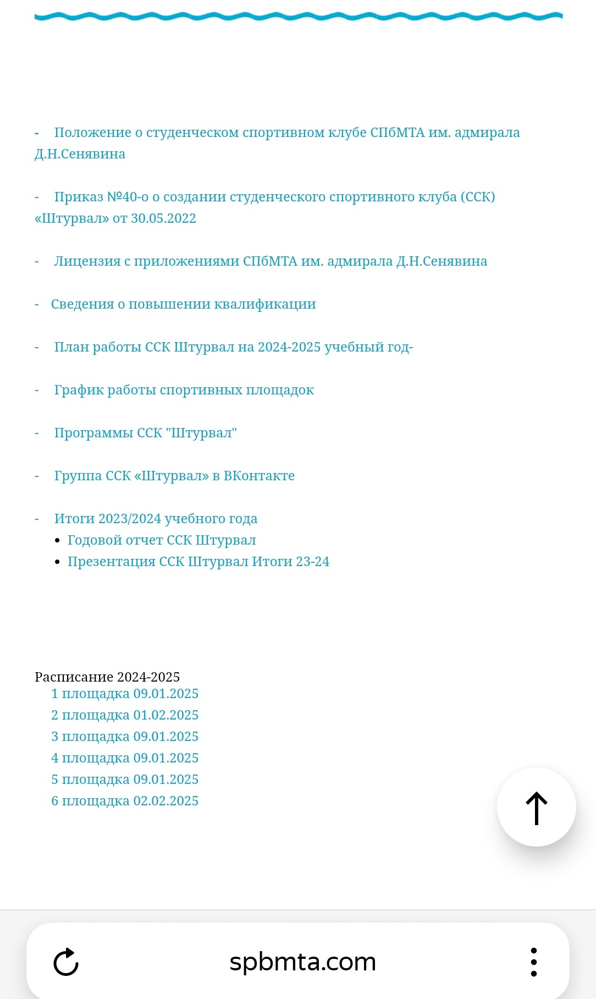 - Положение о студенческом спортивном клубе СПбМТА им. адмирала
Д.Н.Сенявина
- Приказ №40-о о создании студенческого спортивного клуба (ССК)
«Штурвал» от 30.05.2022
- Лицензия с приложениями СПбМТА им. адмирала Д.Н.Сенявина
- Сведения о повышении квалификации
- План работы ССК Штурвал на 2024-2025 учебный год-
- График работы спортивных площадок
- Программы ССК "Штурвал"
- Группа ССК «Штурвал» в ВКонтакте
- Итоги 2023/2024 учебного года
• Годовой отчет ССК Штурвал
• Презентация ССК Штурвал Итоги 23-24
Расписание 2024-2025
1 площадка 09.01.2025
2 площадка 01.02.2025
3 площадка 09.01.2025
4 площадка 09.01.2025
5 площадка 09.01.2025
6 площадка 02.02.2025
spbmta.com